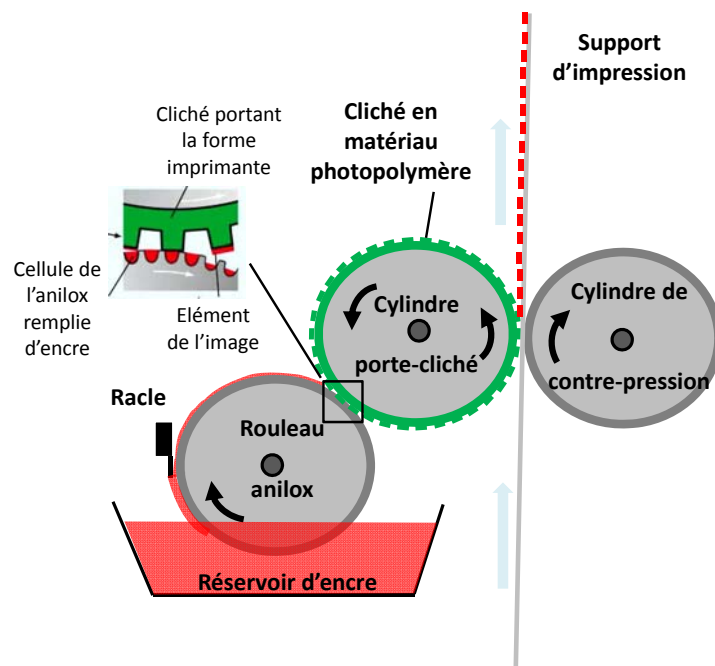 Support
d’impression
Cliché portant
la forme
imprimante
Cliché en
matériau
photopolymère
Cellule de
l’anilox
remplie
d’encre
Elément
de l’image
Cylindre
porte-cliché
Cylindre de
contre-pression
Racle
Rouleau
anilox
Réservoir d’encre